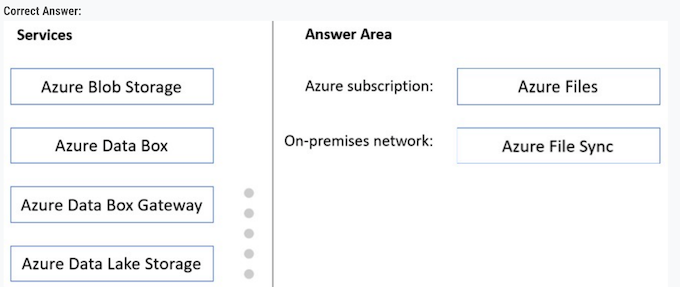 Correct Answer:
Services
Answer Area
Azure Blob Storage
Azure subscription:
Azure Files
Azure Data Box
On-premises network:
Azure File Sync
Azure Data Box Gateway
Azure Data Lake Storage